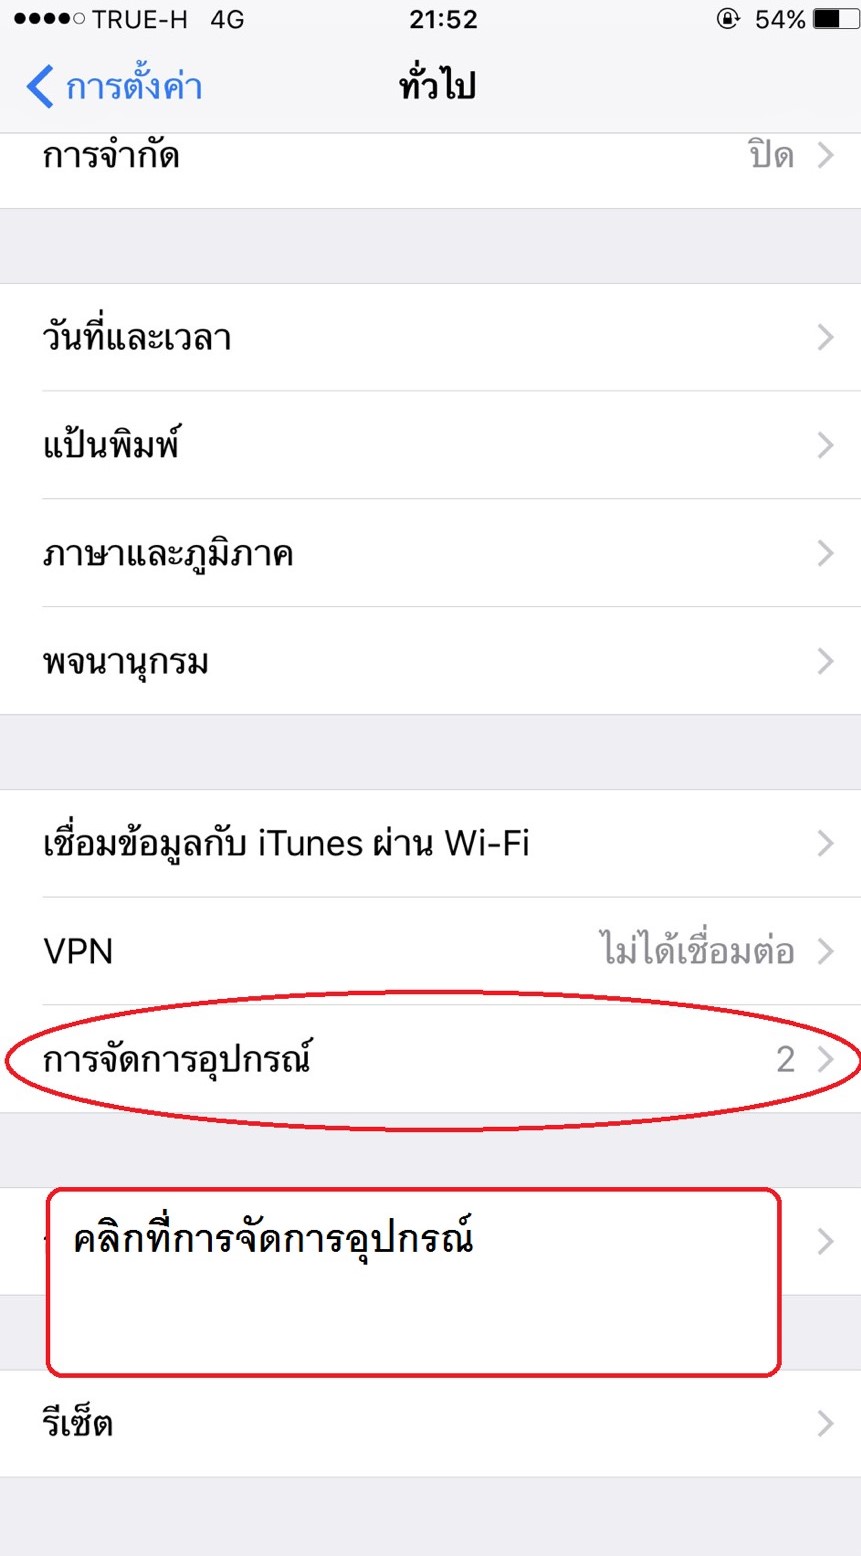 TRUE-H 4G 21:52 54%
การตั้งค่า ทั่วไป
การจำกัด ปิด
วันที่และเวลา
แป้นพิมพ์
ภาษาและภูมิภาค
พจนานุกรม
เชื่อมข้อมูลกับ iTunes ผ่าน Wi-Fi
VPN ไม่ได้เชื่อมต่อ
การจัดการอุปกรณ์ 2
คลิกที่การจัดการอุปกรณ์
รีเซ็ต